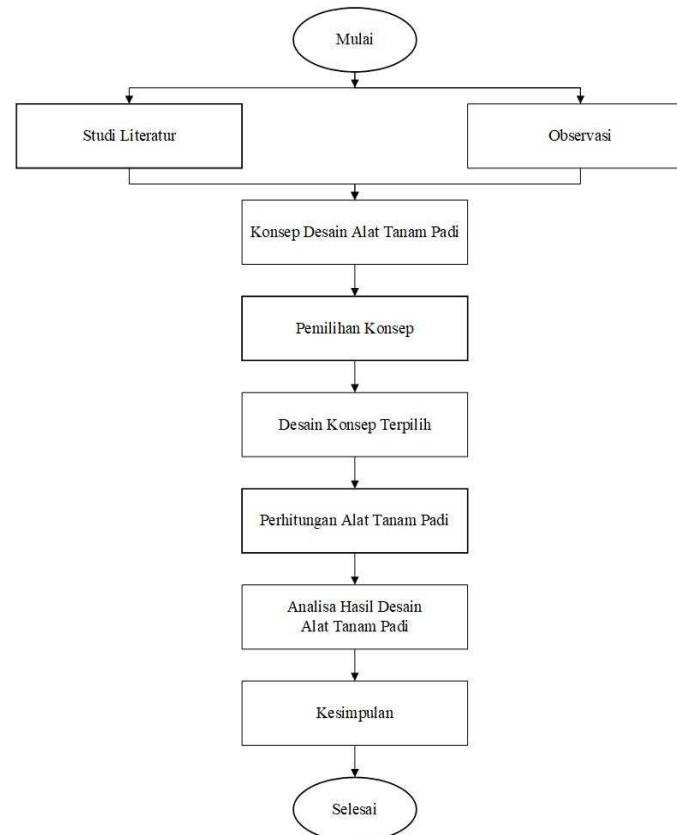 Mulai
Studi Literatur
Observasi
Konsep Desain Alat Tanam Padi
Pemilihan Konsep
Desain Konsep Terpilih
Perhitungan Alat Tanam Padi
Analisa Hasil Desain
Alat Tanam Padi
Kesimpulan
Selesai